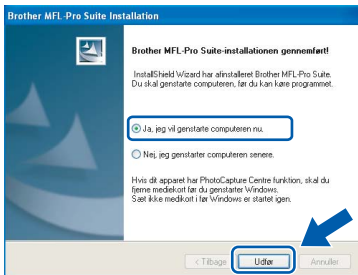 Brother MFL-Pro Suite Installation
Brother MFL-Pro Suite-installationen gennemført!
InstallShield Wizard har afinstalleret Brother MFL-Pro Suite.
Du skal genstarte computeren, før du kan køre programmet.
Ja, jeg vil genstarte computeren nu.
Nej, jeg genstarter computeren senere.
Hvis dit apparat har PhotoCapture Centre funktion, skal du
fjerne mediekort før du genstarter Windows.
Sæt ikke medikort i før Windows er startet igen.
< Tilbage Udfør Annuller